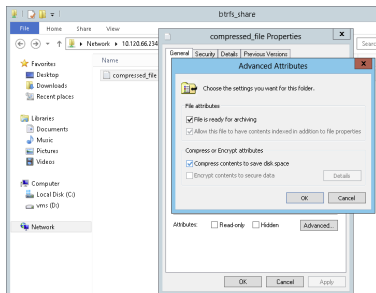 btrfs_share
File Home Share View
Network 10.120.66.234
Searc
Favorites
Desktop
Downloads
Recent places
Libraries
Documents
Music
Pictures
Videos
Computer
Local Disk (C:)
vms (D:)
Network
Name
compressed_file
compressed_file Properties
General Security Details Previous Versions
Advanced Attributes
Choose the settings you want for this folder.
File attributes
File is ready for archiving
Allow this file to have contents indexed in addition to file properties
Compress or Encrypt attributes
Compress contents to save disk space
Encrypt contents to secure data Details
OK Cancel
Attributes: Read-only Hidden Advanced...
OK Cancel Apply